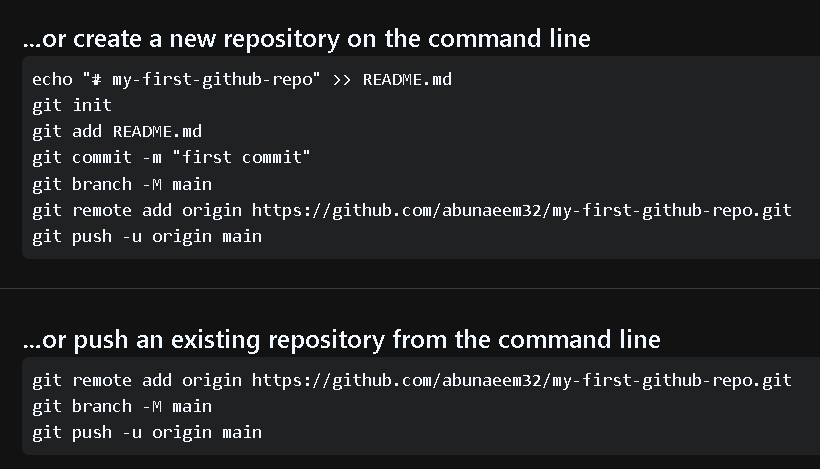 ...or create a new repository on the command line
echo "# my-first-github-repo" >> README.md
git init
git add README.md
git commit -m "first commit"
git branch -M main
git remote add origin https://github.com/abunaeem32/my-first-github-repo.git
git push -u origin main
...or push an existing repository from the command line
git remote add origin https://github.com/abunaeem32/my-first-github-repo.git
git branch -M main
git push -u origin main